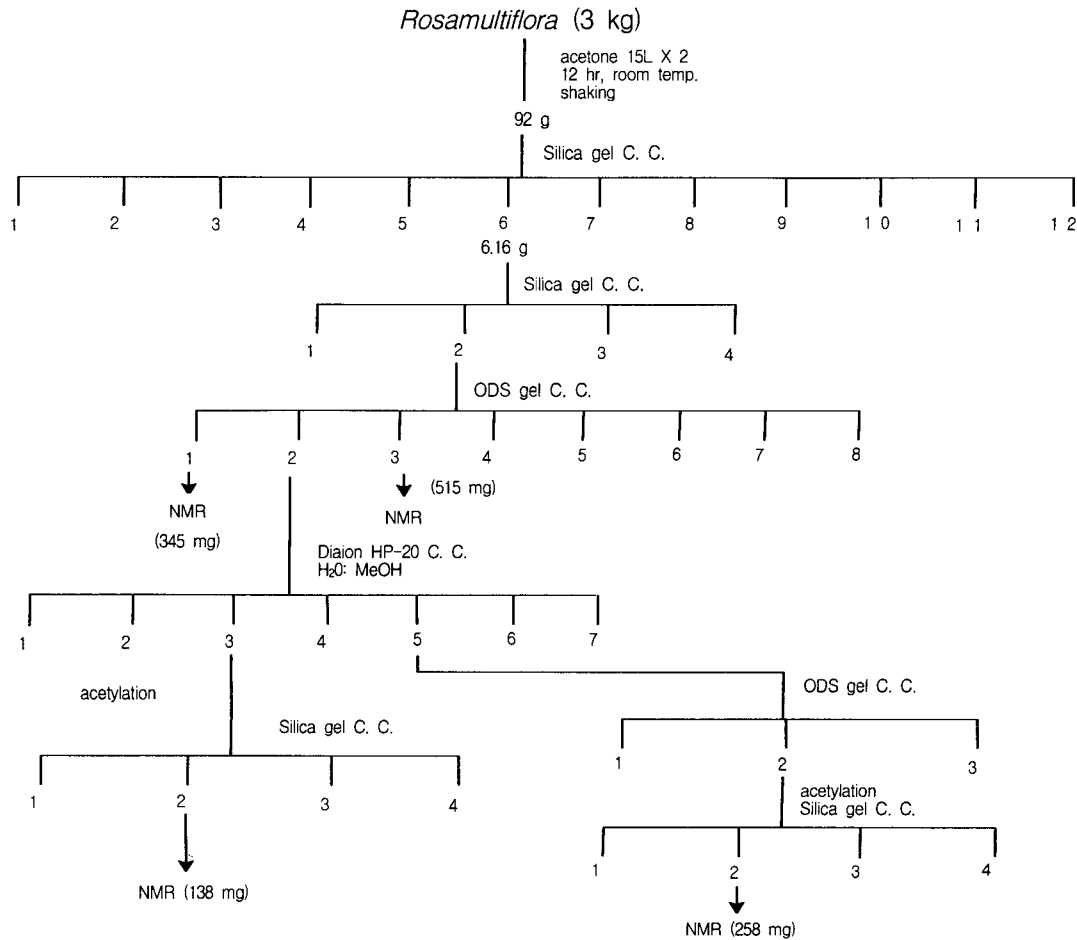 Rosamultiflora (3 kg)
acetone 15L X 2
12 hr, room temp.
shaking
92 g
Silica gel C. C.
1 2 3 4 5 6 7 8 9 1 0 1 1 1 2
6.16 g
Silica gel C. C.
1 2 3 4
ODS gel C. C.
1 2 3 4 5 6 7 8
(515 mg)
NMR NMR
(345 mg)
Diaion HP-20 C. C.
H₂O: MeOH
1 2 3 4 5 6 7
acetylation
ODS gel C. C.
Silica gel C. C.
1 2 3
1 2 3 4
acetylation
Silica gel C. C.
1 2 3 4
NMR (138 mg)
NMR (258 mg)